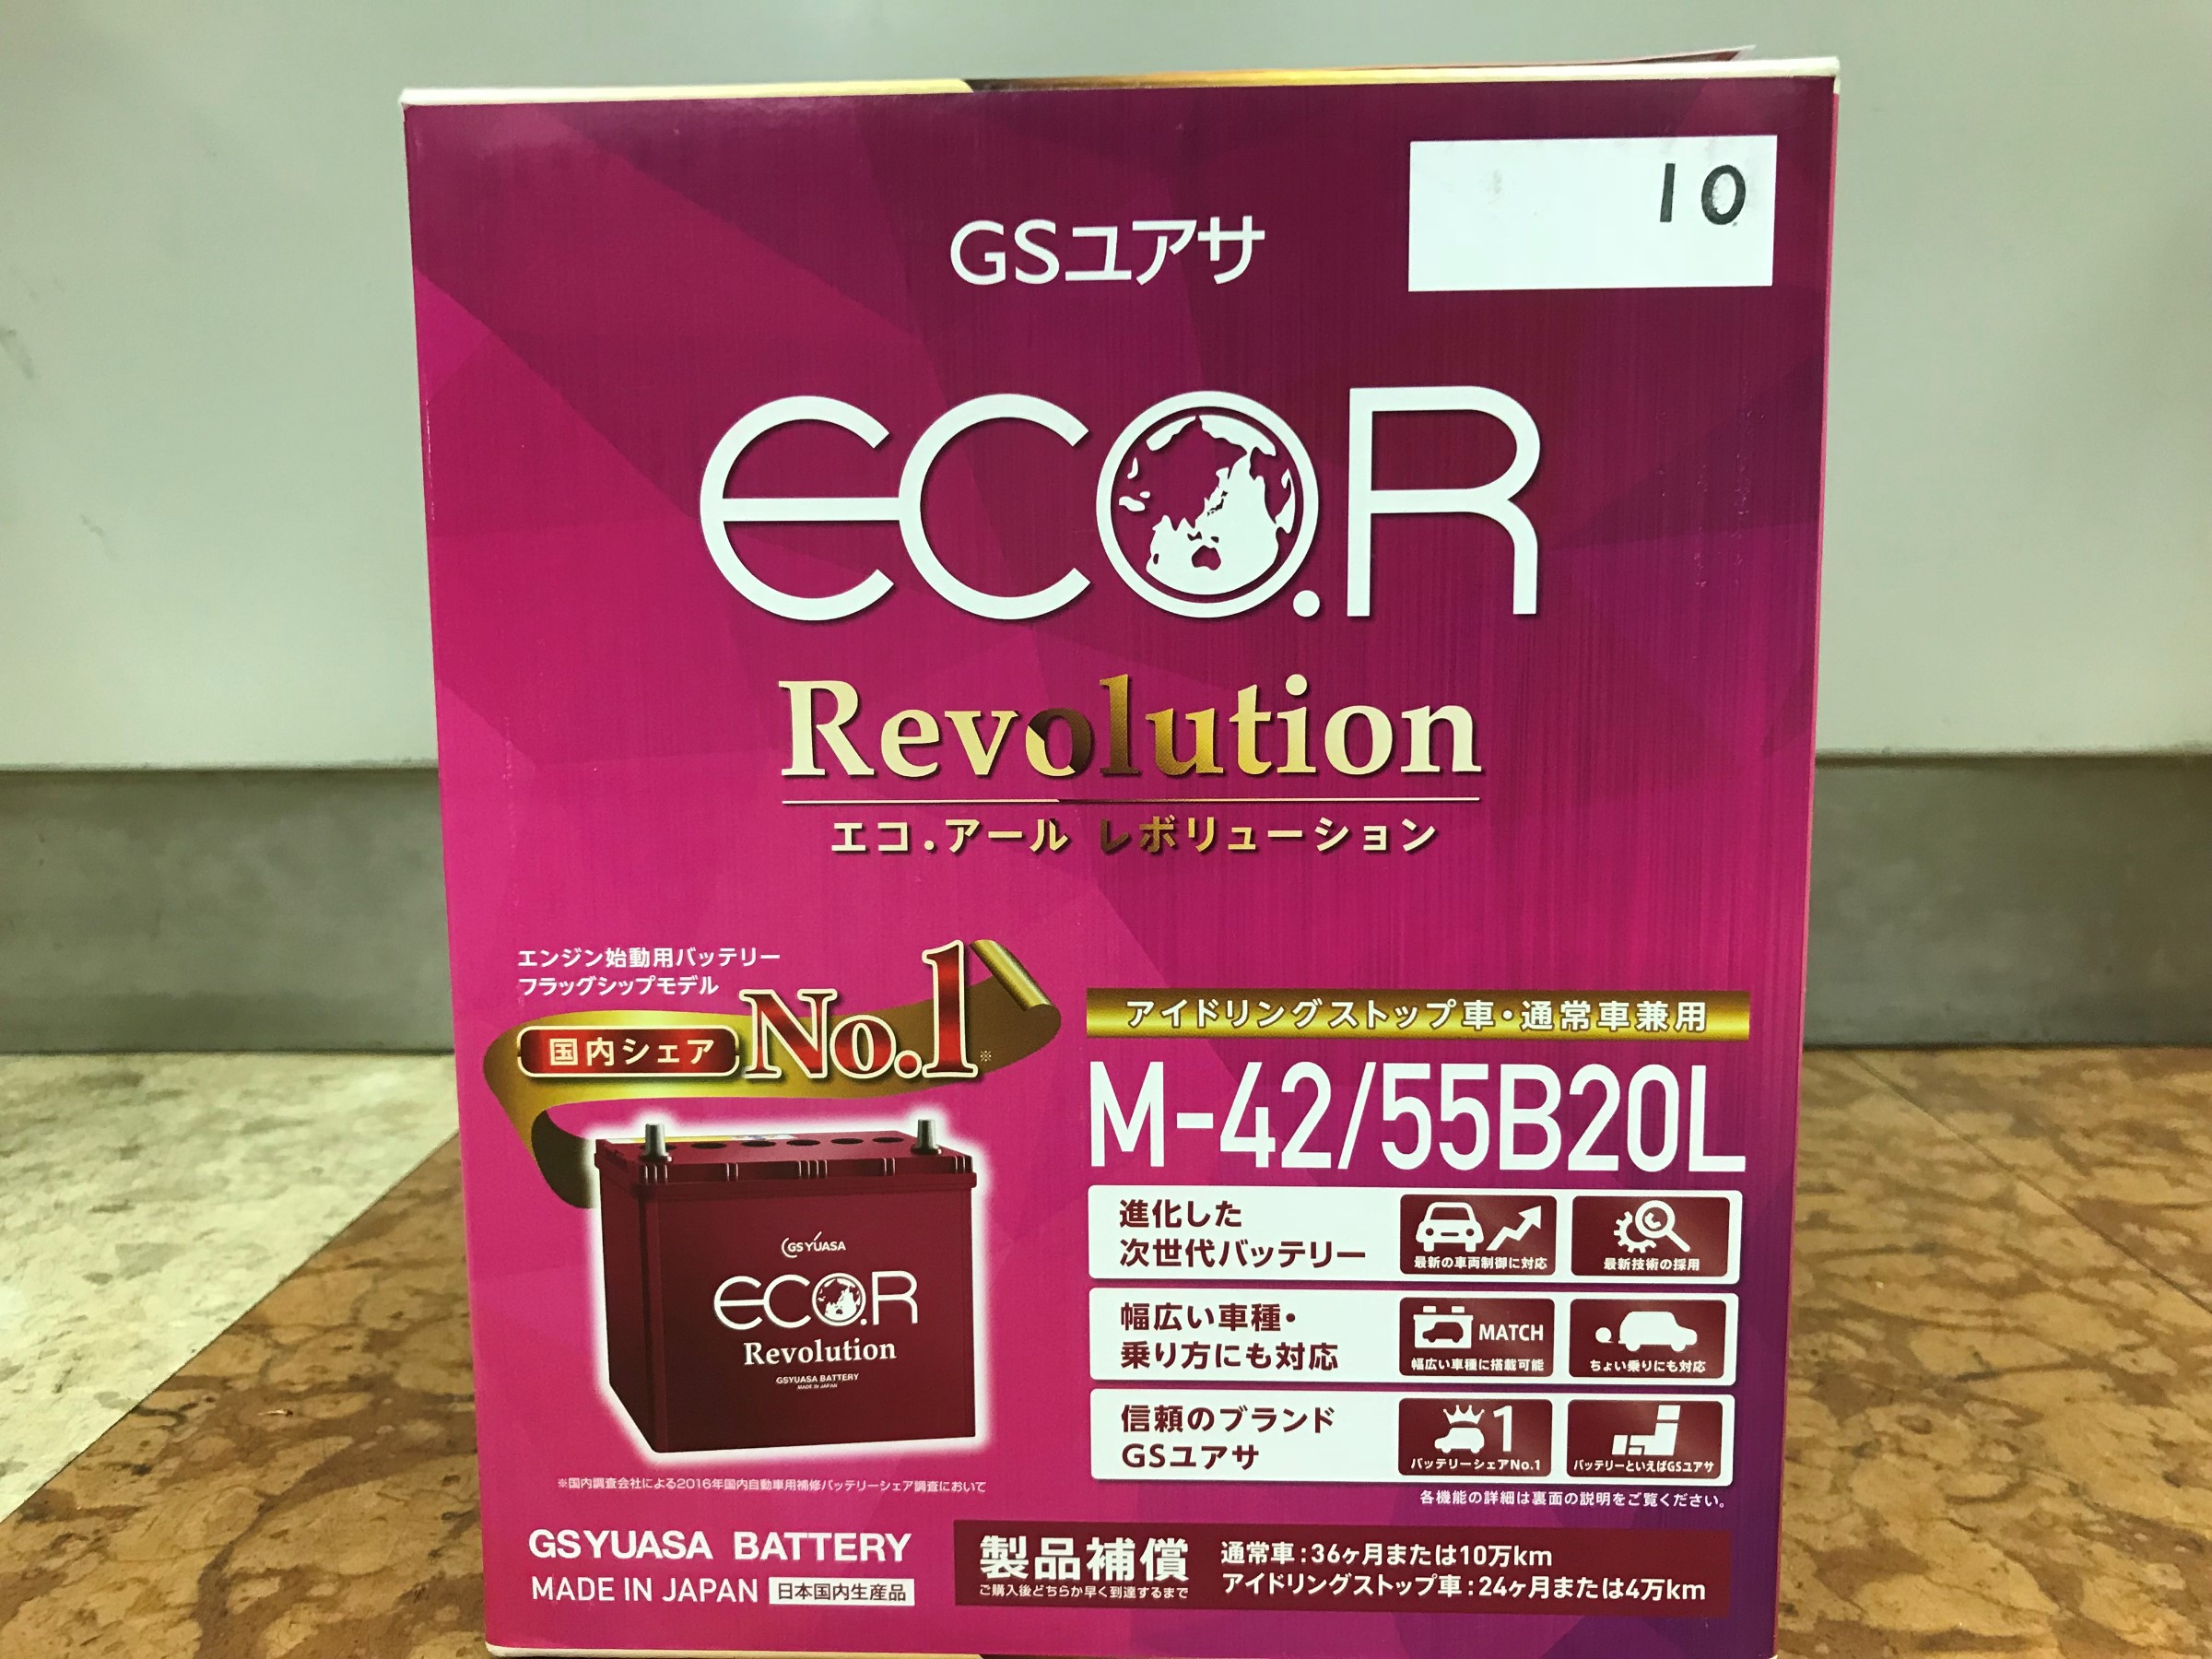 10
GSユアサ
eco.R
Revolution
エコ.アール レボリューション
エンジン始動用バッテリー
フラッグシップモデル
国内シェア No.1※
GS YUASA
eco.R
Revolution
GSYUASA BATTERY
MADE IN JAPAN
※国内調査会社による2016年国内自動車用補修バッテリーシェア調査において
アイドリングストップ車・通常車兼用
M-42/55B20L
進化した
次世代バッテリー
最新の車両制御に対応
最新技術の採用
幅広い車種・
乗り方にも対応
MATCH
幅広い車種に搭載可能
ちょい乗りにも対応
信頼のブランド
GSユアサ
1
バッテリーシェアNo.1
バッテリーといえばGSユアサ
各機能の詳細は裏面の説明をご覧ください。
GSYUASA BATTERY
MADE IN JAPAN 日本国内生産品
製品補償
ご購入後どちらか早く到達するまで
通常車:36ヶ月または10万km
アイドリングストップ車:24ヶ月または4万km